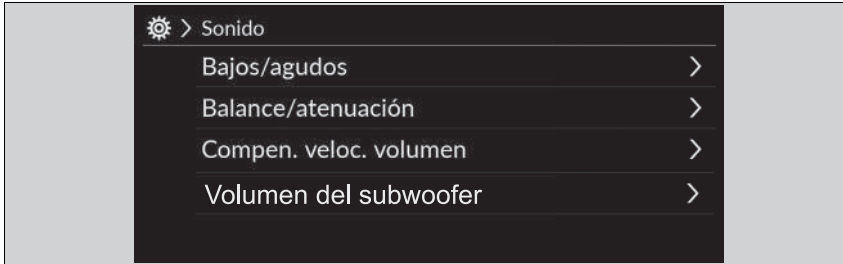 Sonido
Bajos/agudos
Balance/atenuación
Compen. veloc. volumen
Volumen del subwoofer